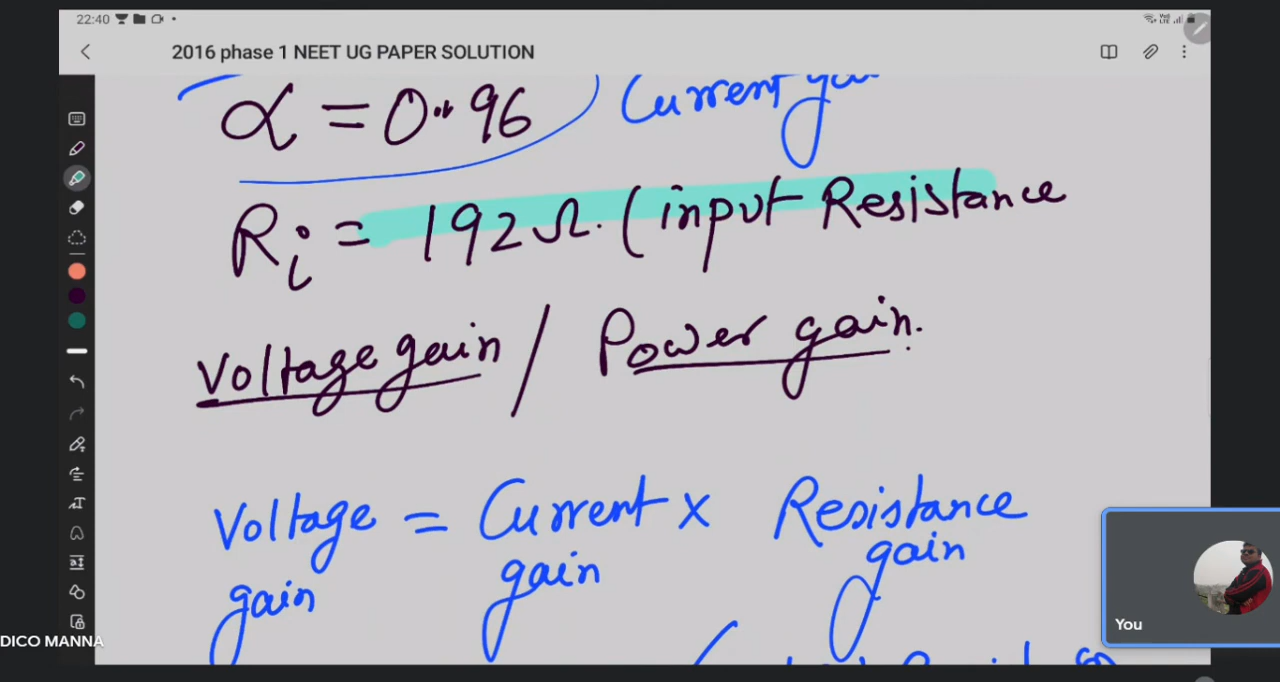 22:40
2016 phase 1 NEET UG PAPER SOLUTION
α = 0.96 Current
Ri = 192 Ω. (input Resistance
Voltage gain / Power gain.
Voltage gain = Current gain × Resistance gain
You
DICO MANNA